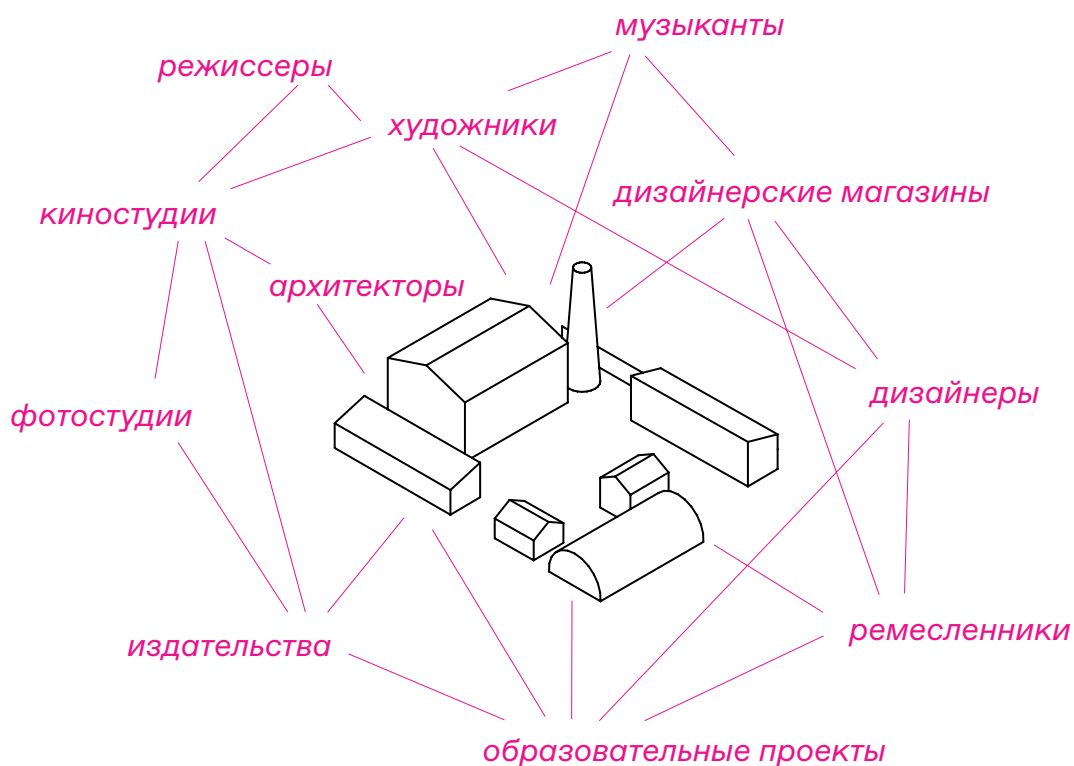 музыканты
режиссеры
художники
дизайнерские магазины
киностудии
архитекторы
дизайнеры
фотостудии
ремесленники
издательства
образовательные проекты